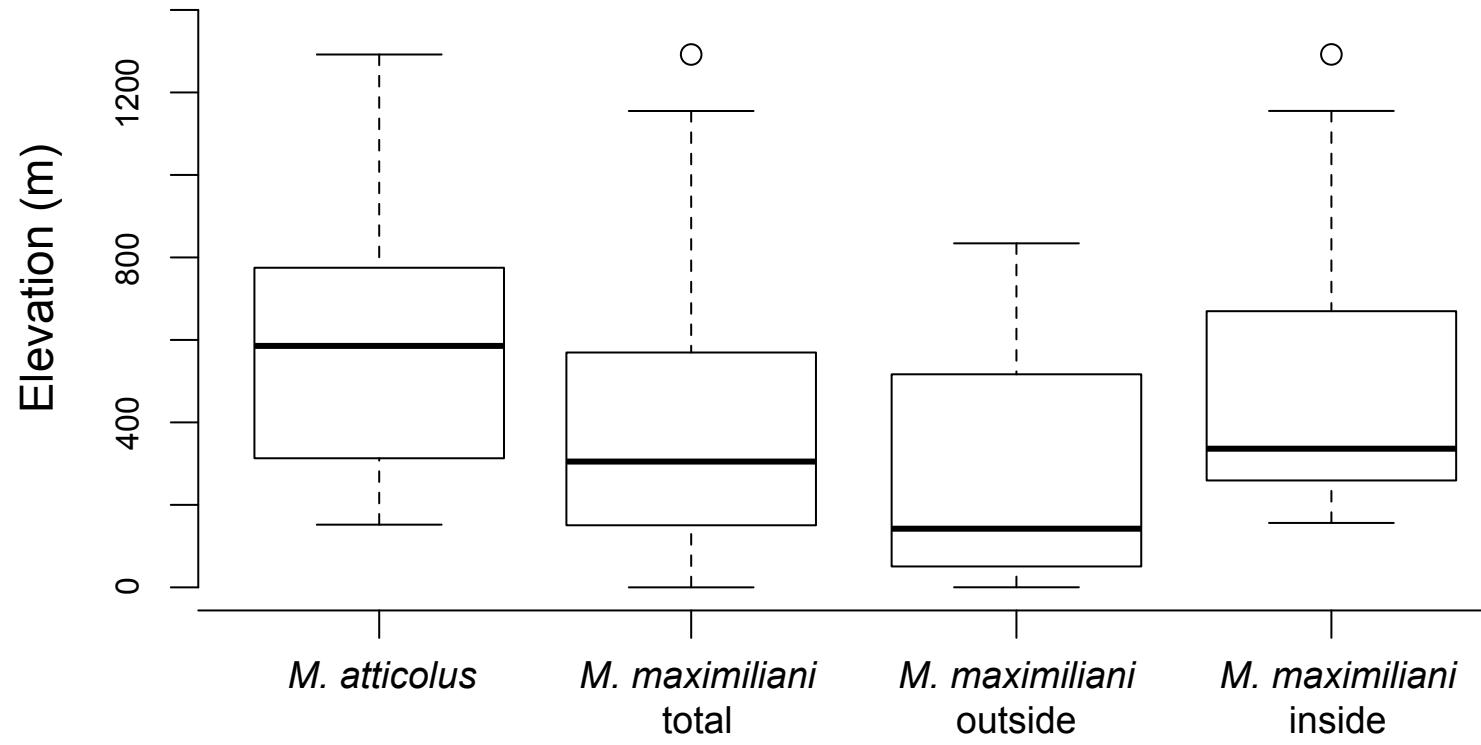 Elevation (m)
1200
800
400
0
M. atticolus
M. maximiliani
total
M. maximiliani
outside
M. maximiliani
inside